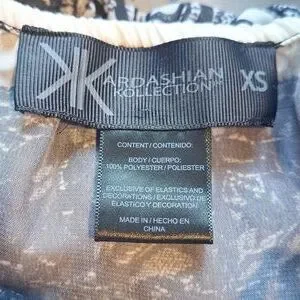 KARDASHIAN
KOLLECTION
XS
CONTENT / CONTENIDO:
BODY / CUERPO:
100% POLYESTER / POLIESTER
EXCLUSIVE OF ELASTICS AND
DECORATIONS / EXCLUSIVO DE
ELASTICO Y DECORATION.
MADE IN / HECHO EN
CHINA